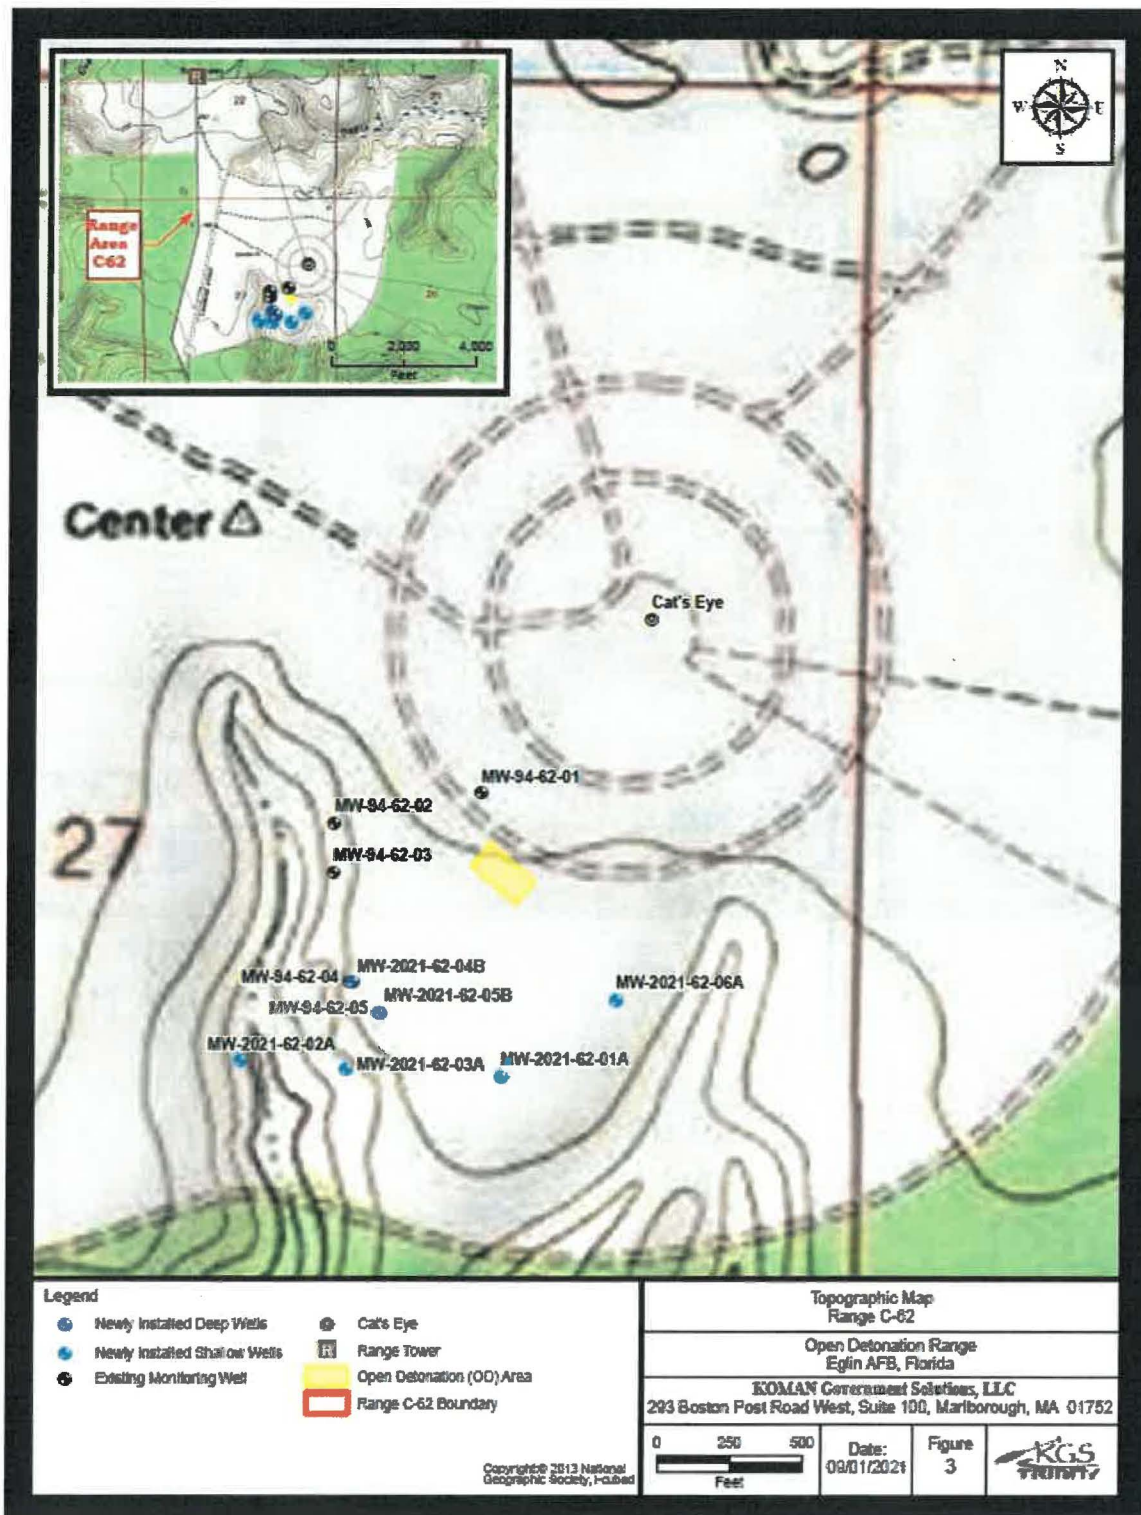 N
W
S
R
Range
Area
C62
0 2,000 4,000
Feet
Center
Cat's Eye
MW-94-62-01
MW-94-62-02
27
MW-94-62-03
MW-94-62-04
MW-2021-62-04B
MW-2021-62-06A
MW-94-62-05
MW-2021-62-05B
MW-2021-62-02A
MW-2021-62-03A
MW-2021-62-01A
Legend
Newly Installed Deep Wells
Newly Installed Shallow Wells
Existing Monitoring Well
Cat's Eye
R Range Tower
Open Detonation (OD) Area
Range C-62 Boundary
Copyright:© 2013 National
Geographic Society, i-cubed
Topographic Map
Range C-62
Open Detonation Range
Eglin AFB, Florida
KOMAN Government Solutions, LLC
293 Boston Post Road West, Suite 100, Marlborough, MA 01752
0 250 500
Feet
Date:
09/01/2021
Figure
3
KGS
TRINITY